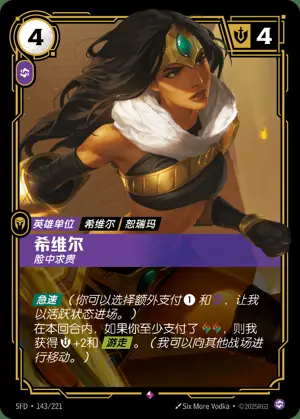 4
4
英雄单位 希维尔 恕瑞玛
希维尔
险中求贵
急速 (你可以选择额外支付 1 和 , 让我
以活跃状态进场。)
在本回合内,如果你至少支付了 , 则我
获得 +2和 游走 。(我可以向其他战场进
行移动。)
SFD • 143/221
Six More Vodka • ©2025RGI